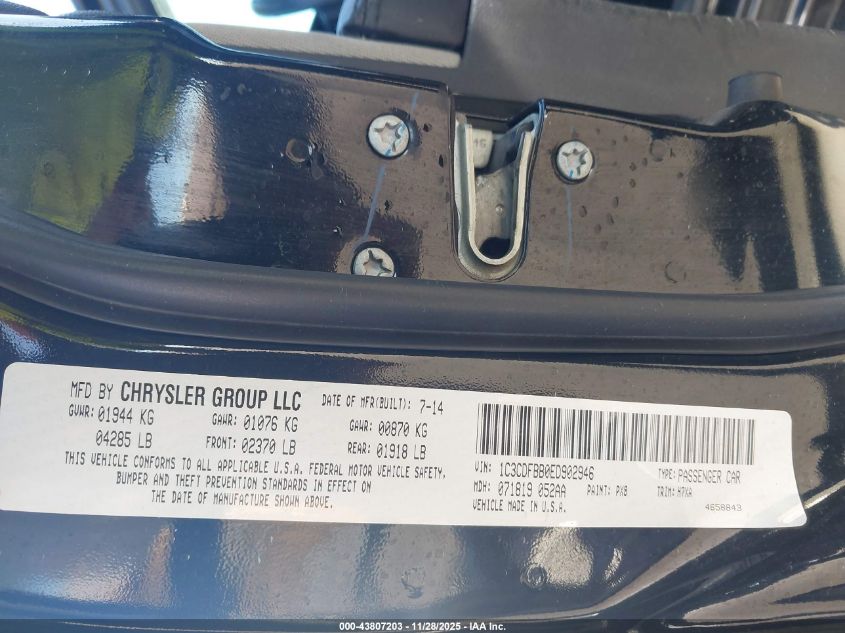 MFD BY CHRYSLER GROUP LLC DATE OF MFR(BUILT): 7-14
GVWR: 01944 KG GAWR: 01076 KG GAWR: 00870 KG
04285 LB FRONT: 02370 LB REAR: 01918 LB
THIS VEHICLE CONFORMS TO ALL APPLICABLE U.S.A. FEDERAL MOTOR VEHICLE SAFETY,
BUMPER AND THEFT PREVENTION STANDARDS IN EFFECT ON
THE DATE OF MANUFACTURE SHOWN ABOVE.
VIN: 1C3CDFBB0ED902946 TYPE: PASSENGER CAR
MDH: 071819 052AA PAINT: PX8 TRIM: H7XA
VEHICLE MADE IN U.S.A. 4658843
000-43807203 - 11/28/2025 - IAA Inc.